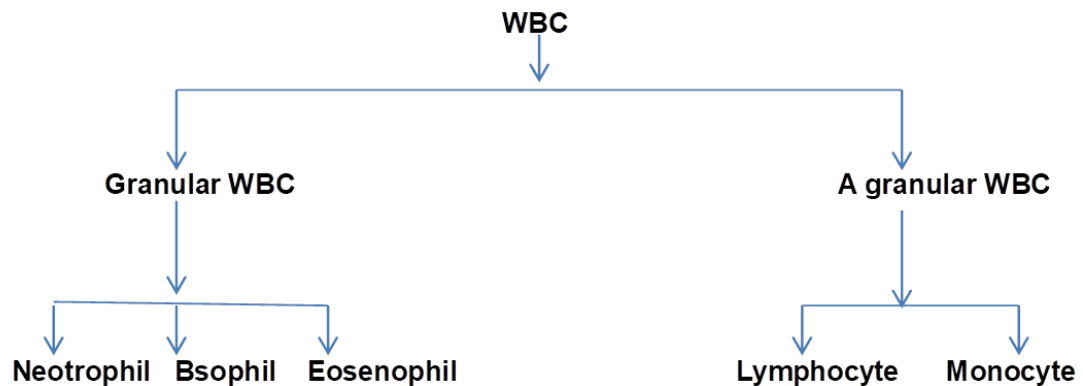 WBC
Granular WBC A granular WBC
Neotrophil Bsophil Eosenophil Lymphocyte Monocyte